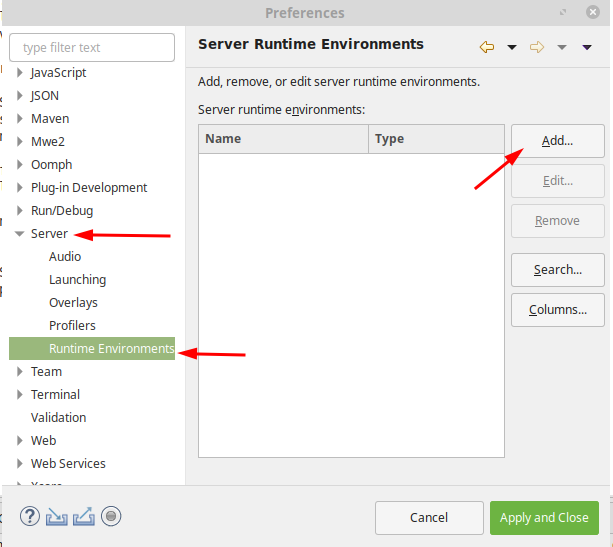 Preferences
type filter text
JavaScript
JSON
Maven
Mwe2
Oomph
Plug-in Development
Run/Debug
Server
Audio
Launching
Overlays
Profilers
Runtime Environments
Team
Terminal
Validation
Web
Web Services
Server Runtime Environments
Add, remove, or edit server runtime environments.
Server runtime environments:
Name Type
Add...
Edit...
Remove
Search...
Columns...
Cancel Apply and Close